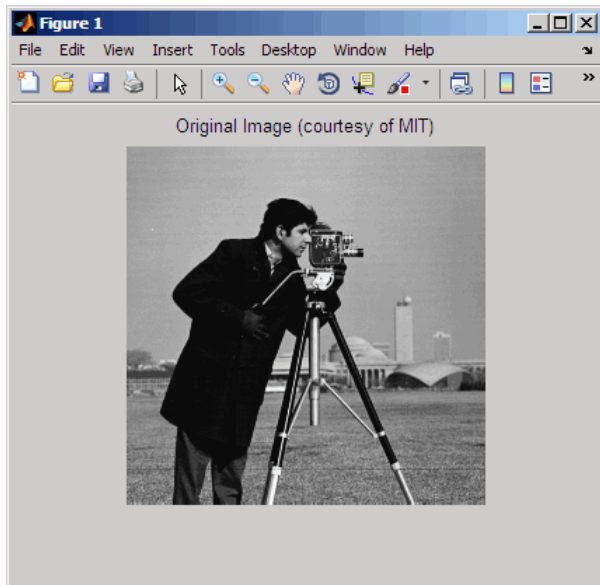 Figure 1
File Edit View Insert Tools Desktop Window Help
Original Image (courtesy of MIT)